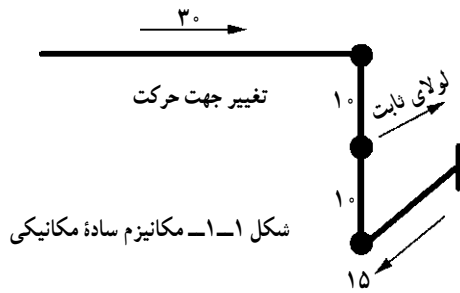 ۳۰
تغییر جهت حرکت
۱۰
لولای ثابت
۱۰
شکل ۱ــ۱ــ مکانیزم سادهٔ مکانیکی
۱۵